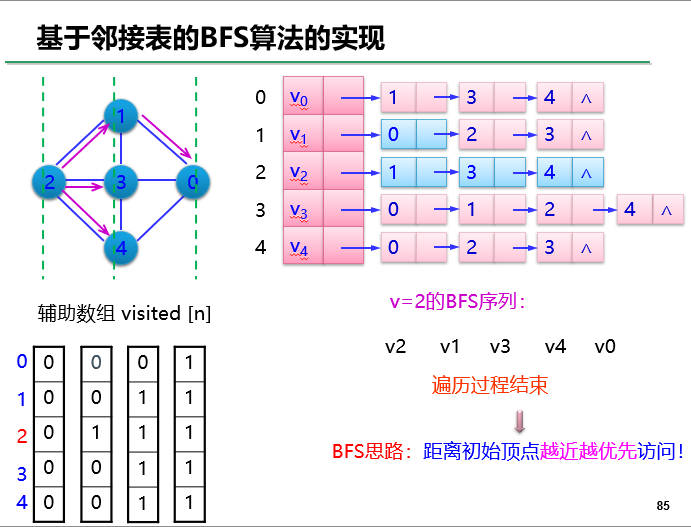 基于邻接表的BFS算法的实现
1
2 3 0
4
0 v0 1 3 4 ∧
1 v1 0 2 3 ∧
2 v2 1 3 4 ∧
3 v3 0 1 2 4 ∧
4 v4 0 2 3 ∧
辅助数组 visited [n]
0 0 0 0 1
1 0 0 1 1
2 0 1 1 1
3 0 0 1 1
4 0 0 1 1
v=2的BFS序列：
v2 v1 v3 v4 v0
遍历过程结束
BFS思路：距离初始顶点越近越优先访问！
85